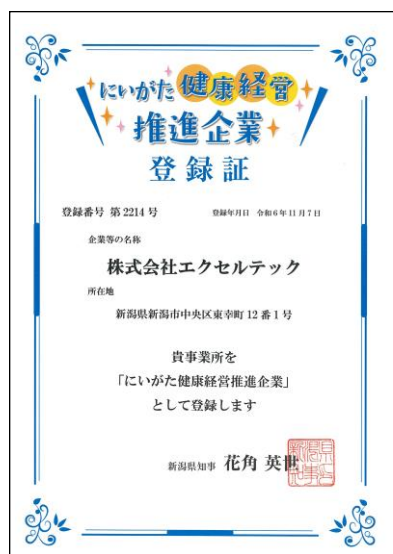 にいがた健康経営
推進企業
登録証
登録番号 第2214号
登録年月日 令和6年11月7日
企業等の名称
株式会社エクセルテック
所在地
新潟県新潟市中央区東幸町12番1号
貴事業所を
「にいがた健康経営推進企業」
として登録します
新潟県知事 花角 英世